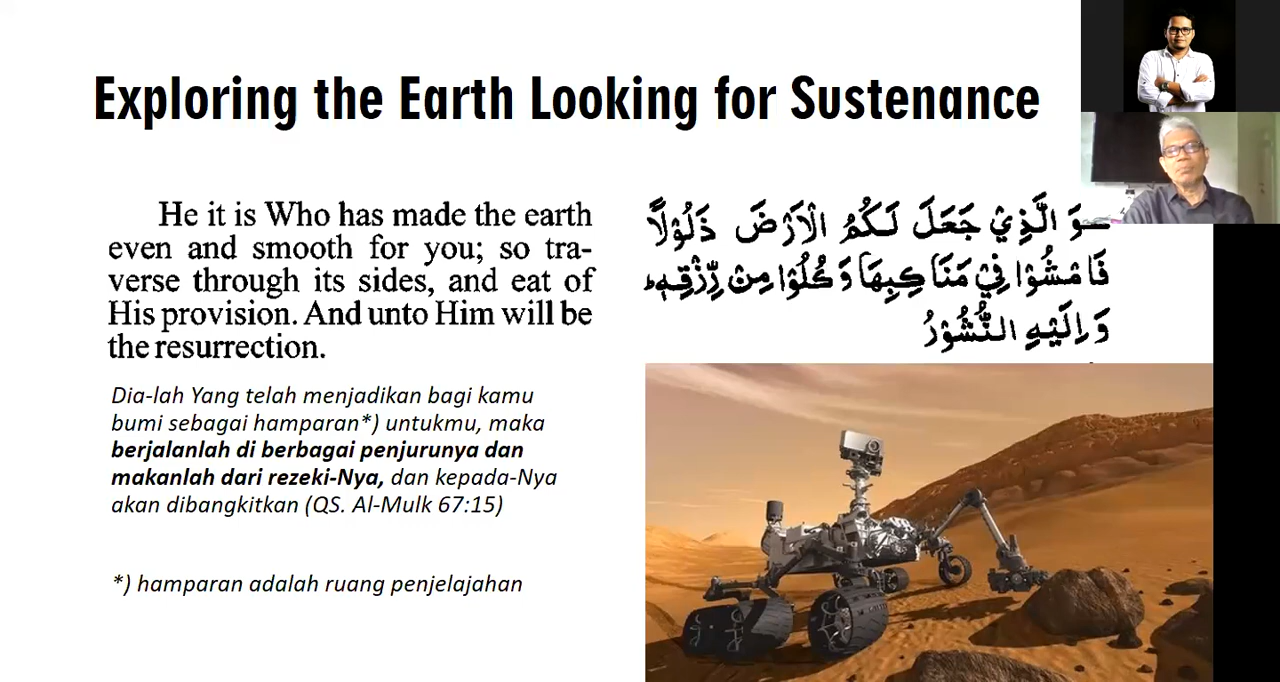 Exploring the Earth Looking for Sustenance
He it is Who has made the earth
even and smooth for you; so tra-
verse through its sides, and eat of
His provision. And unto Him will be
the resurrection.
ـوَ الَّذِيْ جَعَلَ لَكُمُ الْاَرْضَ ذَلُوْلًا
فَامْشُوْا فِيْ مَنَاكِبِهَا وَكُلُوْا مِنْ رِّزْقِهٖ
وَاِلَيْهِ النُّشُوْرُ
Dia-lah Yang telah menjadikan bagi kamu
bumi sebagai hamparan*) untukmu, maka
berjalanlah di berbagai penjurunya dan
makanlah dari rezeki-Nya, dan kepada-Nya
akan dibangkitkan (QS. Al-Mulk 67:15)
*) hamparan adalah ruang penjelajahan